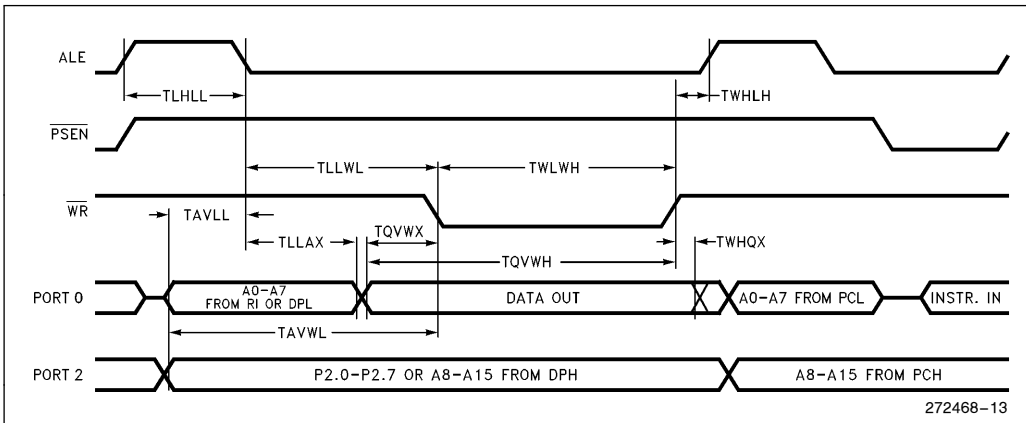 ALE
TLHLL
TWHLH
PSEN
TLLWL
TWLWH
WR
TAVLL
TQVWX
TLLAX
TWHQX
TQVWH
PORT 0
A0-A7
FROM RI OR DPL
DATA OUT
A0-A7 FROM PCL
INSTR. IN
TAVWL
PORT 2
P2.0-P2.7 OR A8-A15 FROM DPH
A8-A15 FROM PCH
272468-13